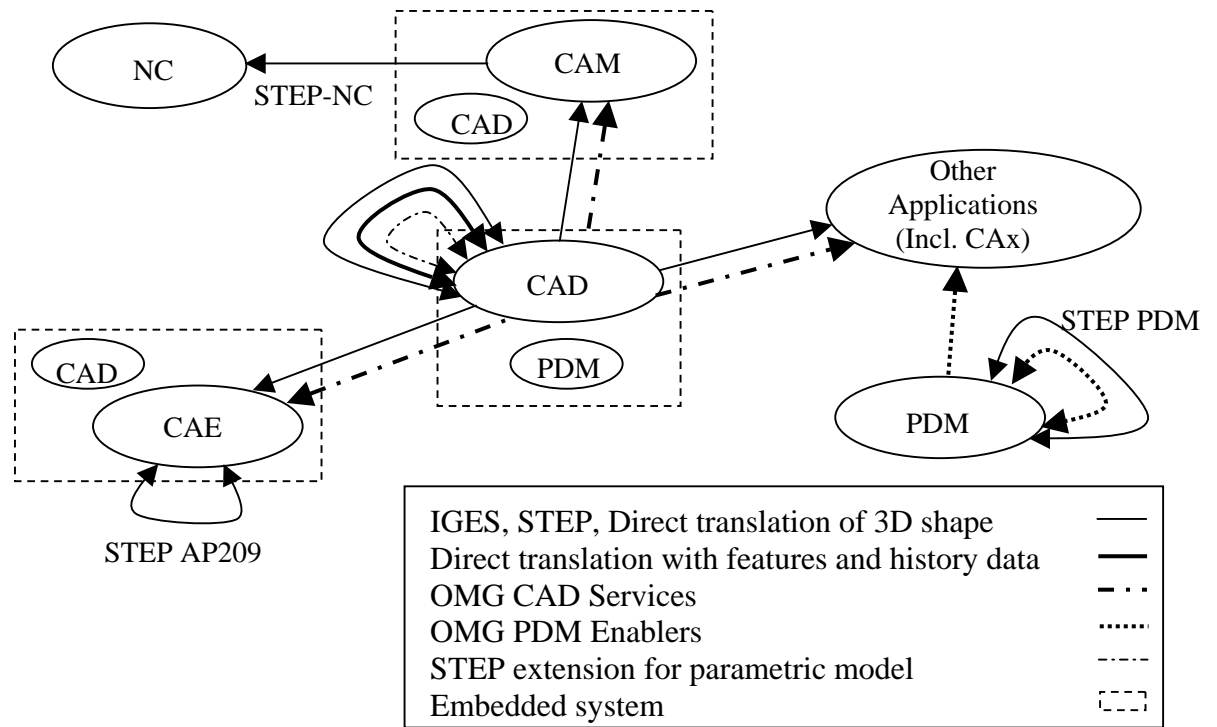 NC
CAM
STEP-NC
CAD
Other
Applications
(Incl. CAx)
CAD
STEP PDM
CAD
PDM
CAE
PDM
STEP AP209
IGES, STEP, Direct translation of 3D shape
Direct translation with features and history data
OMG CAD Services
OMG PDM Enablers
STEP extension for parametric model
Embedded system